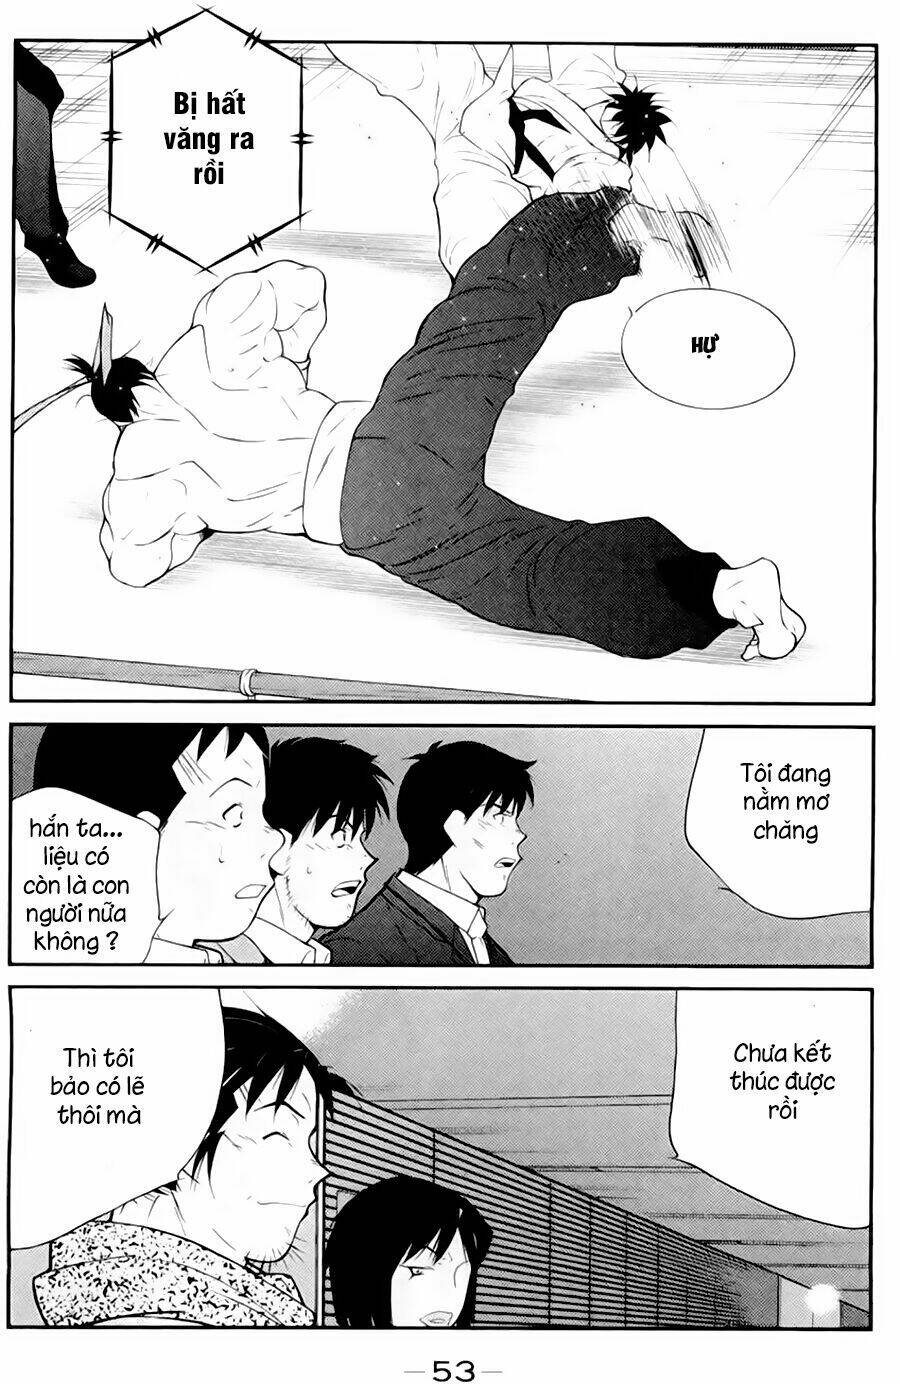 Bị hất
văng ra
rồi
HỰ
Tôi đang
nằm mơ
chăng
hắn ta...
liệu có
còn là con
người nữa
không ?
Chưa kết
thúc được
rồi
Thì tôi
bảo có lẽ
thôi mà
— 53 —